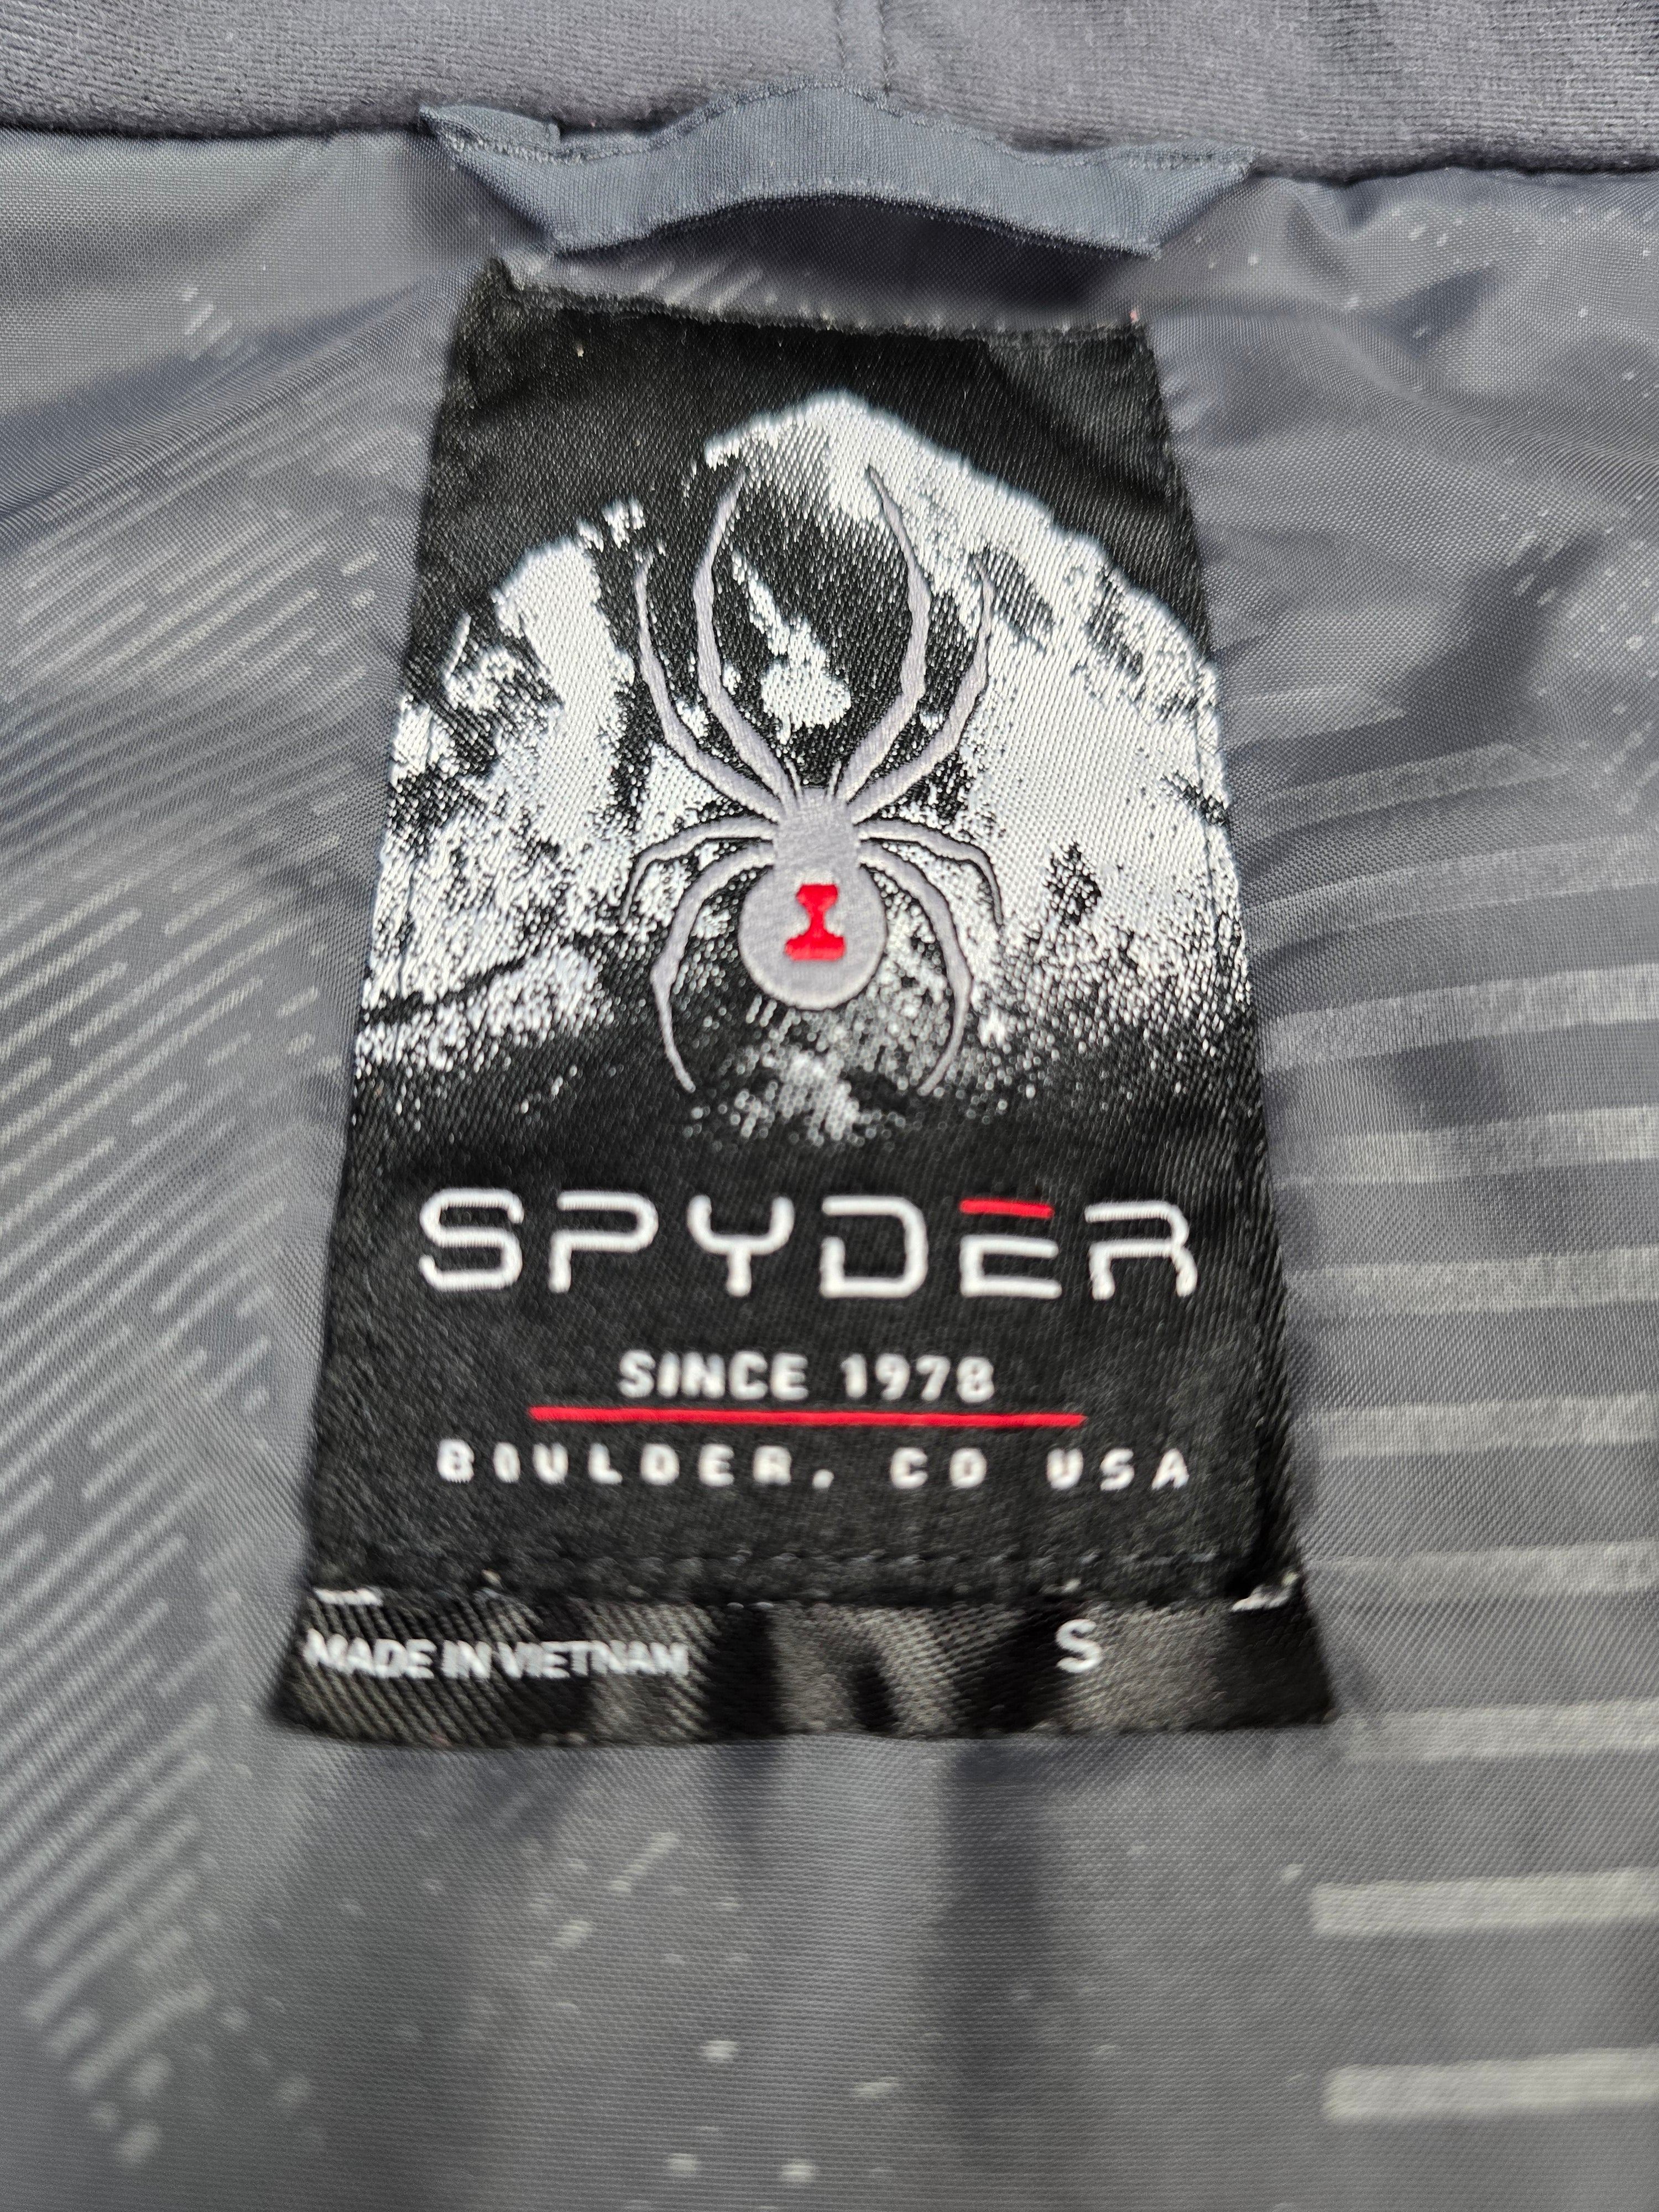 SPYDER
SINCE 1978
BOULDER, CO USA
MADE IN VIETNAM S